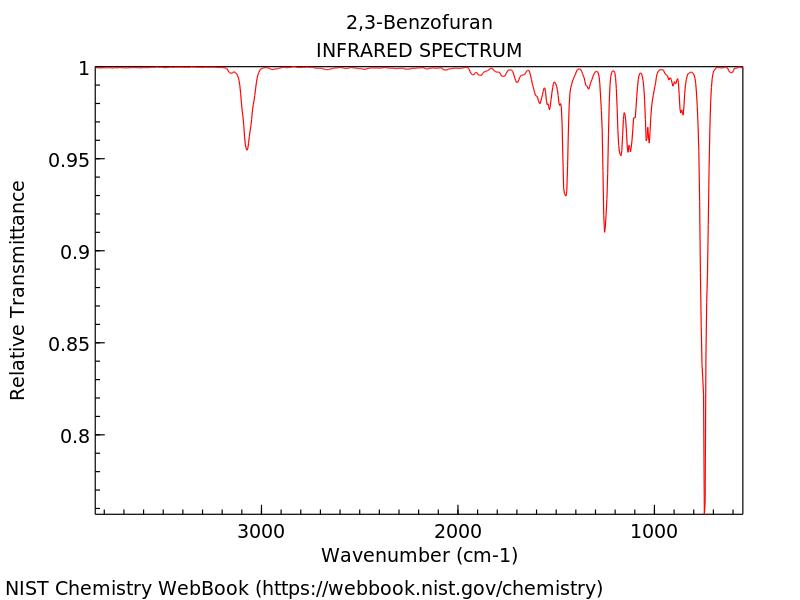 2,3-Benzofuran
INFRARED SPECTRUM
1
0.95
0.9
0.85
0.8
Relative Transmittance
3000 2000 1000
Wavenumber (cm-1)
NIST Chemistry WebBook (https://webbook.nist.gov/chemistry)